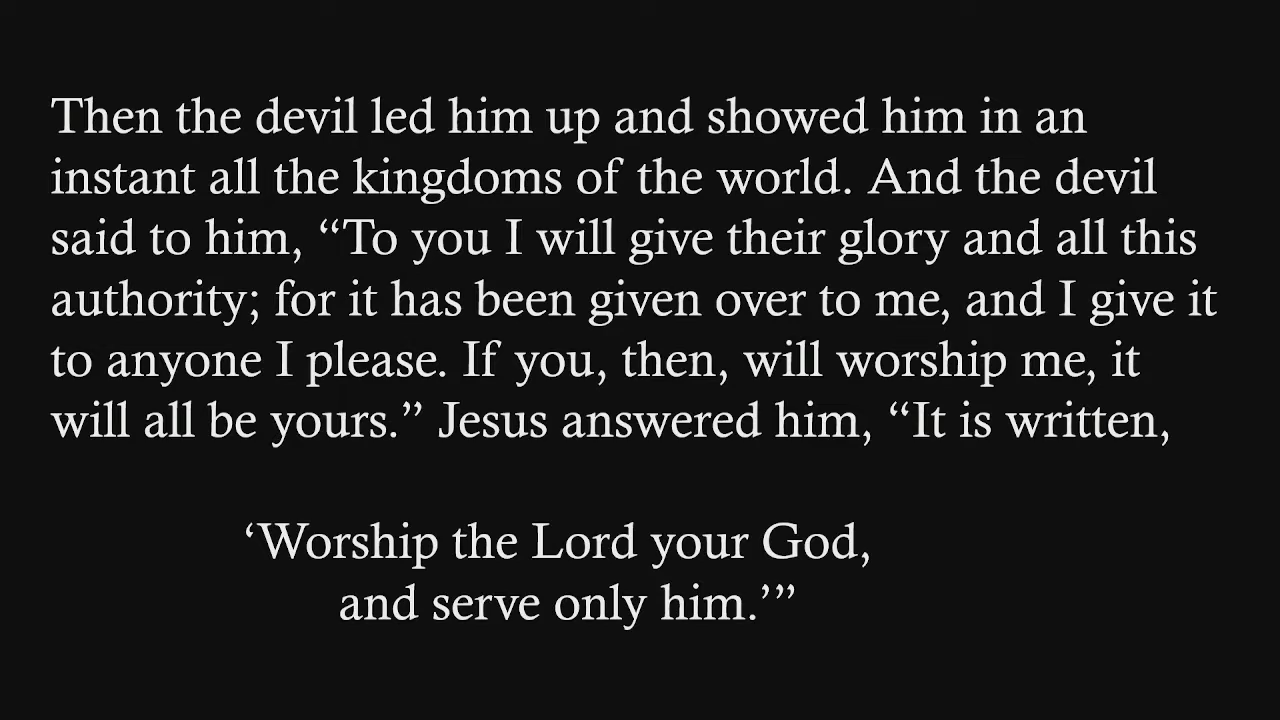 Then the devil led him up and showed him in an
instant all the kingdoms of the world. And the devil
said to him, “To you I will give their glory and all this
authority; for it has been given over to me, and I give it
to anyone I please. If you, then, will worship me, it
will all be yours.” Jesus answered him, “It is written,
‘Worship the Lord your God,
and serve only him.’”